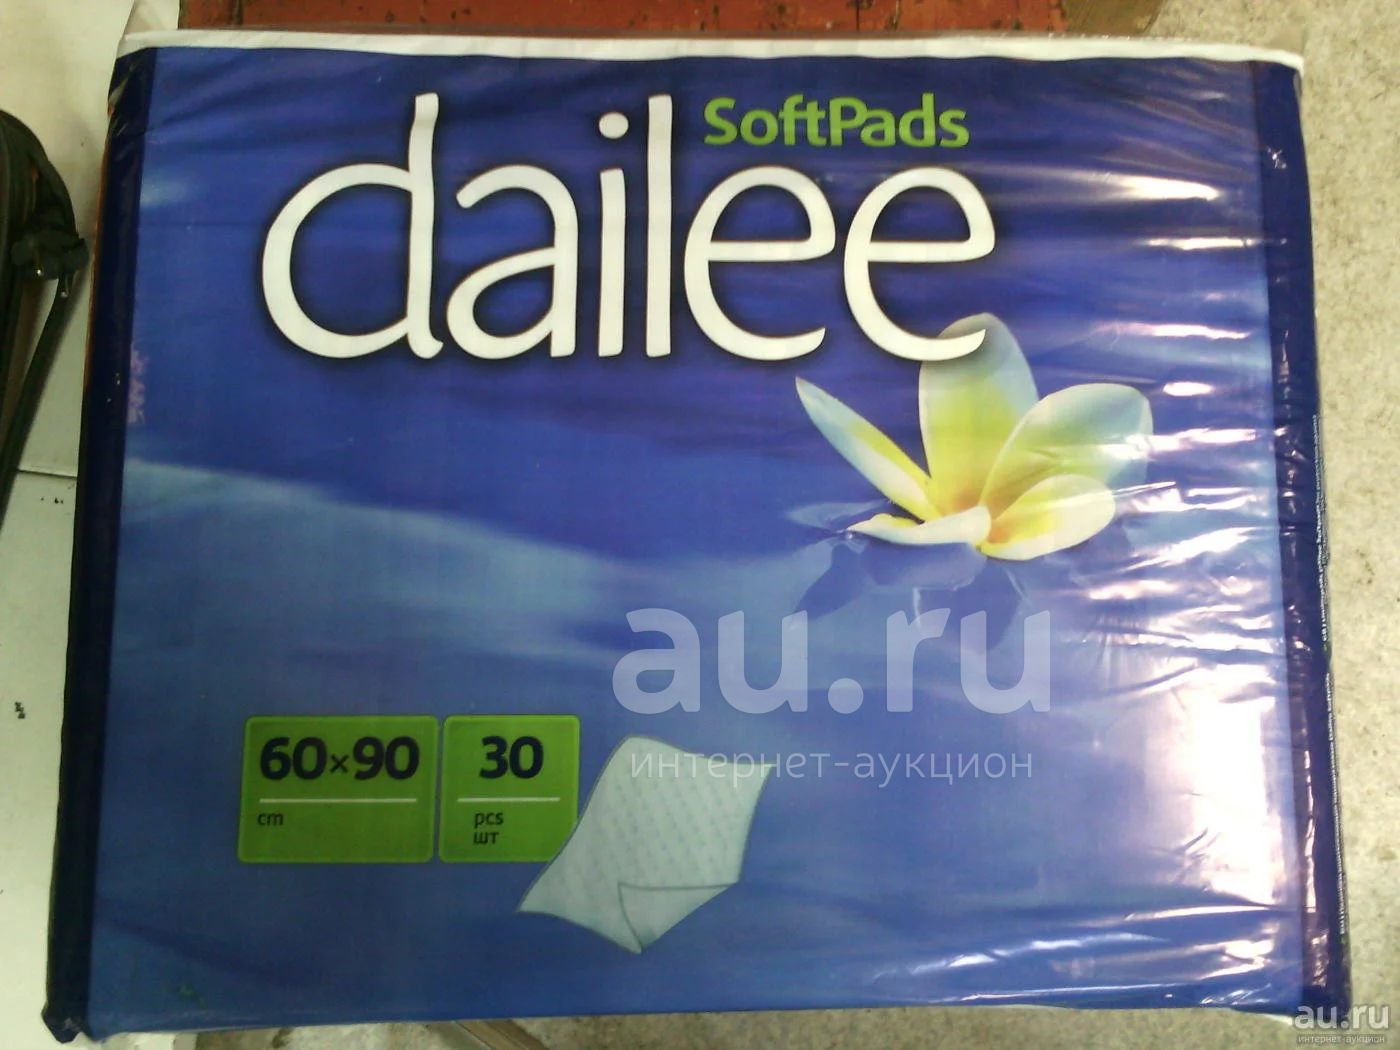 SoftPads
dailee
au.ru
интернет-аукцион
60×90
cm
30
pcs
шт
au.ru
интернет-аукцион